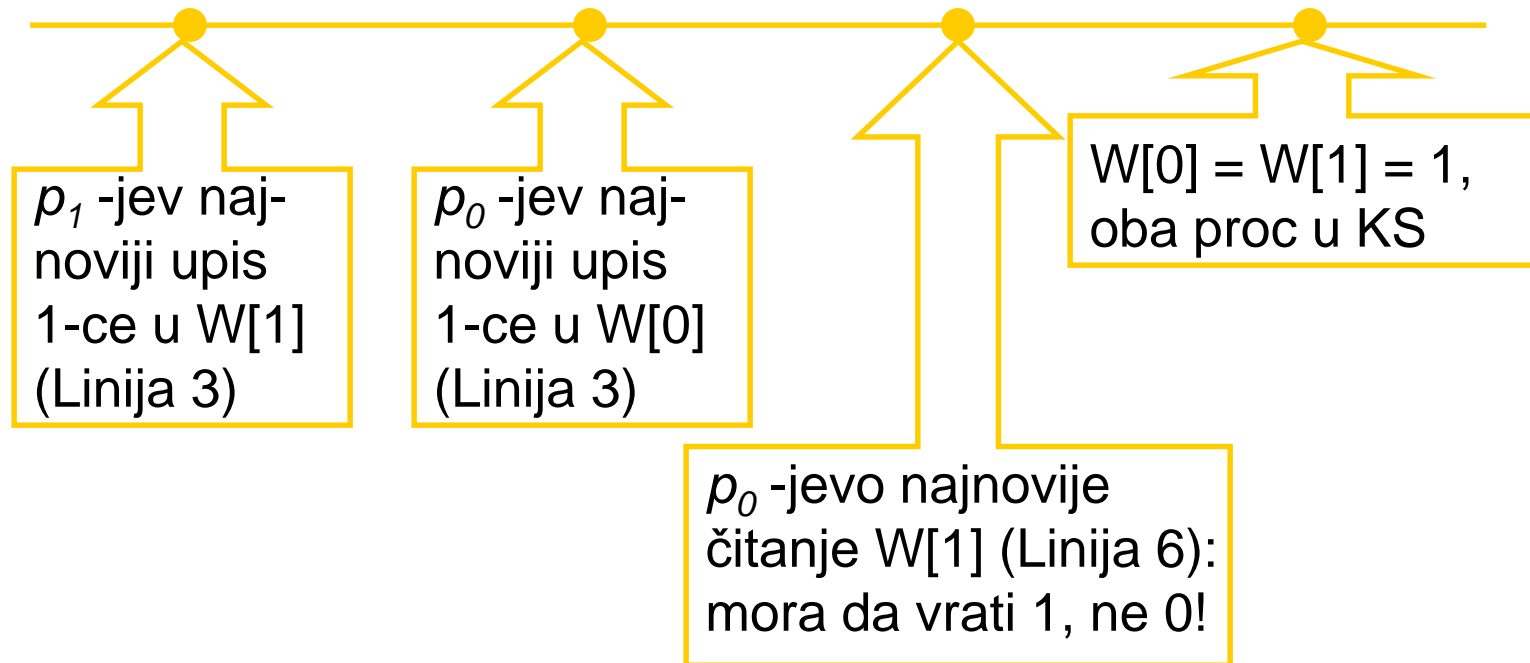 p1 -jev naj-
noviji upis
1-ce u W[1]
(Linija 3)
p0 -jev naj-
noviji upis
1-ce u W[0]
(Linija 3)
p0 -jevo najnovije
čitanje W[1] (Linija 6):
mora da vrati 1, ne 0!
W[0] = W[1] = 1,
oba proc u KS